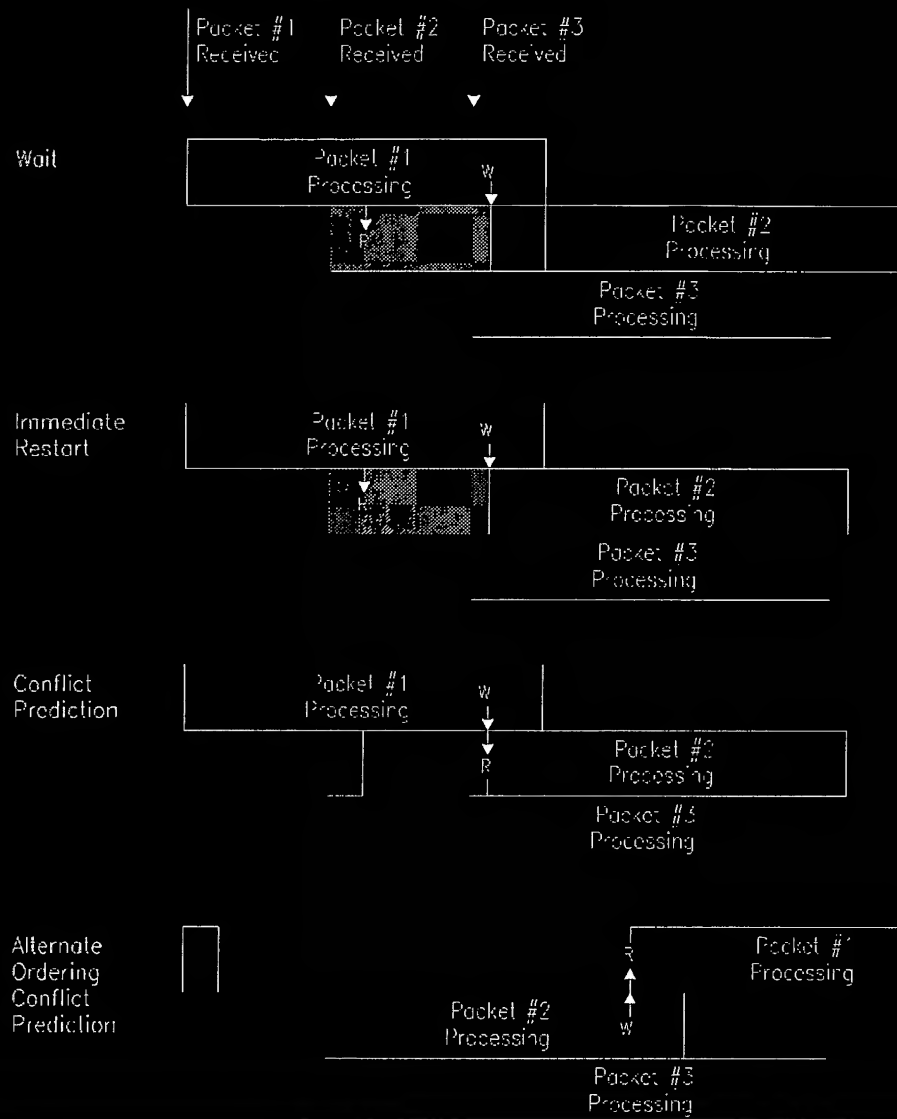 Packet #1
Received
Packet #2
Received
Packet #3
Received
Wait
Packet #1
Processing
W
R
Packet #2
Processing
Packet #3
Processing
Immediate
Restart
Packet #1
Processing
W
R
Packet #2
Processing
Packet #3
Processing
Conflict
Prediction
Packet #1
Processing
W
R
Packet #2
Processing
Packet #3
Processing
Alternate
Ordering
Conflict
Prediction
R
Packet #1
Processing
Packet #2
Processing
W
Packet #3
Processing